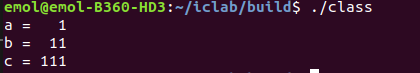 emol@emol-B360-HD3:~/iclab/build$ ./class
a =   1
b =  11
c = 111